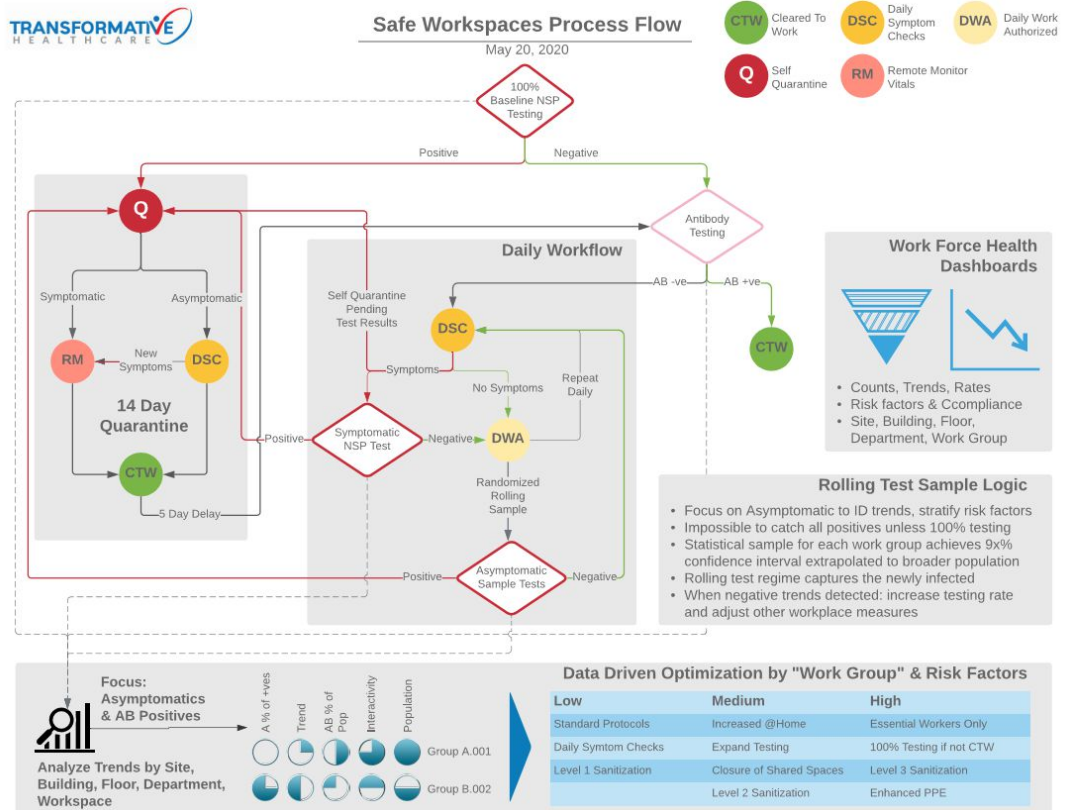 TRANSFORMATIVE
HEALTHCARE
Safe Workspaces Process Flow
May 20, 2020
CTW
Cleared To
Work
DSC
Daily
Symptom
Checks
DWA
Daily Work
Authorized
Q
Self
Quarantine
RM
Remote Monitor
Vitals
100%
Baseline NSP
Testing
Positive
Negative
Q
Antibody
Testing
Symptomatic
Asymptomatic
RM
New
Symptoms
DSC
14 Day
Quarantine
CTW
5 Day Delay
Daily Workflow
Self Quarantine
Pending
Test Results
AB -ve
AB +ve
DSC
CTW
Symptoms
No Symptoms
Repeat
Daily
Positive
Symptomatic
NSP Test
Negative
DWA
Randomized
Rolling
Sample
Positive
Asymptomatic
Sample Tests
Negative
Work Force Health
Dashboards
• Counts, Trends, Rates
• Risk factors & Ccompliance
• Site, Building, Floor,
Department, Work Group
Rolling Test Sample Logic
• Focus on Asymptomatic to ID trends, stratify risk factors
• Impossible to catch all positives unless 100% testing
• Statistical sample for each work group achieves 9x%
confidence interval extrapolated to broader population
• Rolling test regime captures the newly infected
• When negative trends detected: increase testing rate
and adjust other workplace measures
Focus:
Asymptomatics
& AB Positives
Analyze Trends by Site,
Building, Floor, Department,
Workspace
A % of +ves
Trend
AB % of
Pop
Interactivity
Population
Group A.001
Group B.002
Data Driven Optimization by "Work Group" & Risk Factors
Low
Medium
High
Standard Protocols
Increased @Home
Essential Workers Only
Daily Symtom Checks
Expand Testing
100% Testing if not CTW
Level 1 Sanitization
Closure of Shared Spaces
Level 3 Sanitization
Level 2 Sanitization
Enhanced PPE